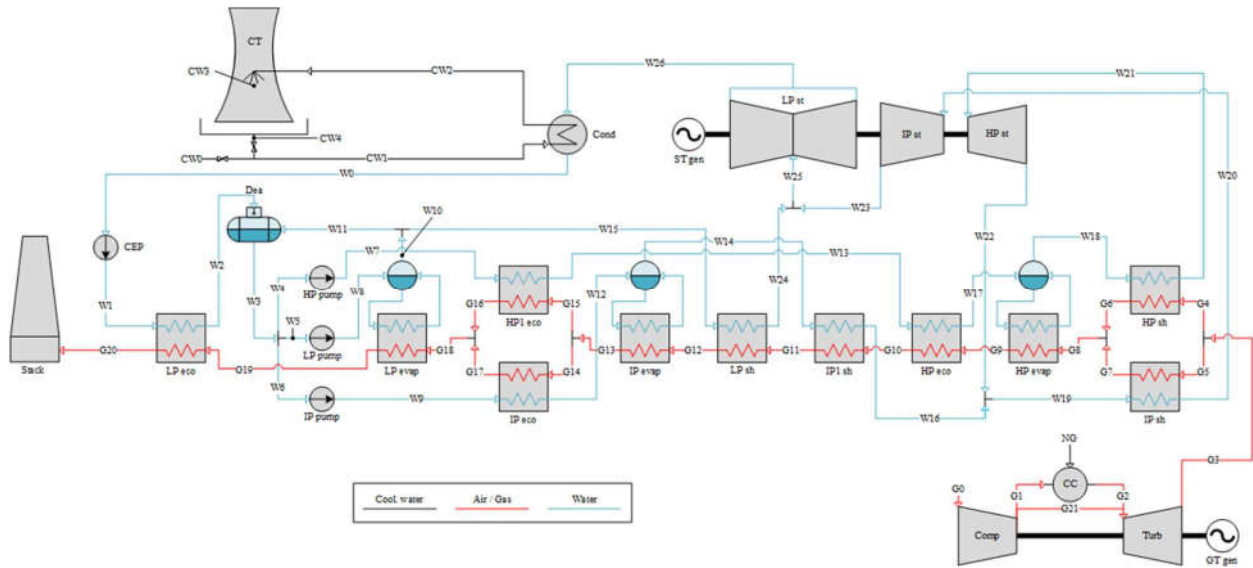 CT
CW3
CW2
W26
W21
LP st
IP st
HP st
Cond
ST gen
CW4
CW0
CW1
W0
W25
W20
Dea
W10
W23
W11
W15
W14
W13
W22
W18
CEP
W2
W7
W3
W4
HP pump
W8
W12
W24
W17
G16
G15
HP1 eco
G6
G4
HP sh
W1
W5
LP pump
G20
G19
G18
G13
G12
G11
G10
G9
G8
Stack
LP eco
LP evap
IP evap
LP sh
IP1 sh
HP eco
HP evap
G17
G14
G7
G5
W6
W9
IP pump
IP eco
W16
W19
IP sh
NG
G3
Cool. water
Air / Gas
Water
G0
G1
CC
G2
G21
Comp
Turb
GT gen